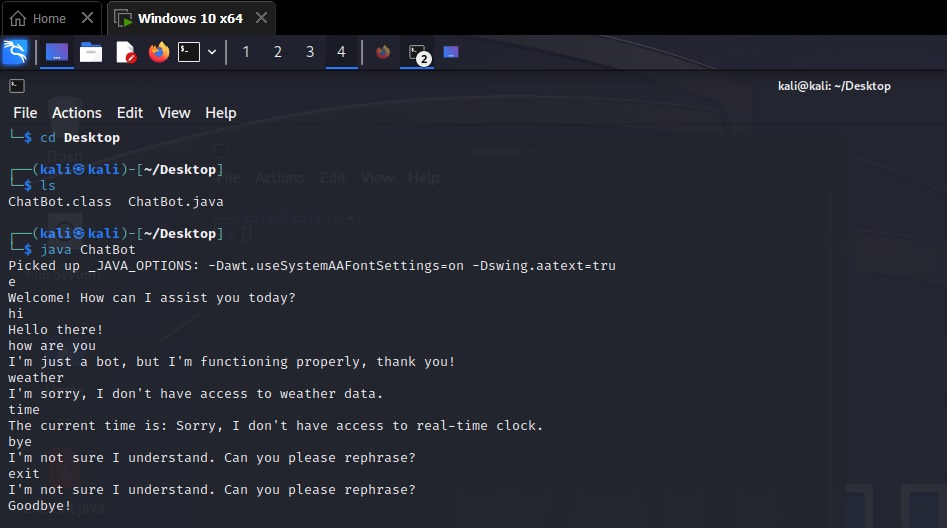 Home
Windows 10 x64
1 2 3 4
2
kali@kali: ~/Desktop
File Actions Edit View Help
└─$ cd Desktop
┌──(kali㉿kali)-[~/Desktop]
└─$ ls
ChatBot.class ChatBot.java
┌──(kali㉿kali)-[~/Desktop]
└─$ java ChatBot
Picked up _JAVA_OPTIONS: -Dawt.useSystemAAFontSettings=on -Dswing.aatext=tru
e
Welcome! How can I assist you today?
hi
Hello there!
how are you
I'm just a bot, but I'm functioning properly, thank you!
weather
I'm sorry, I don't have access to weather data.
time
The current time is: Sorry, I don't have access to real-time clock.
bye
I'm not sure I understand. Can you please rephrase?
exit
I'm not sure I understand. Can you please rephrase?
Goodbye!